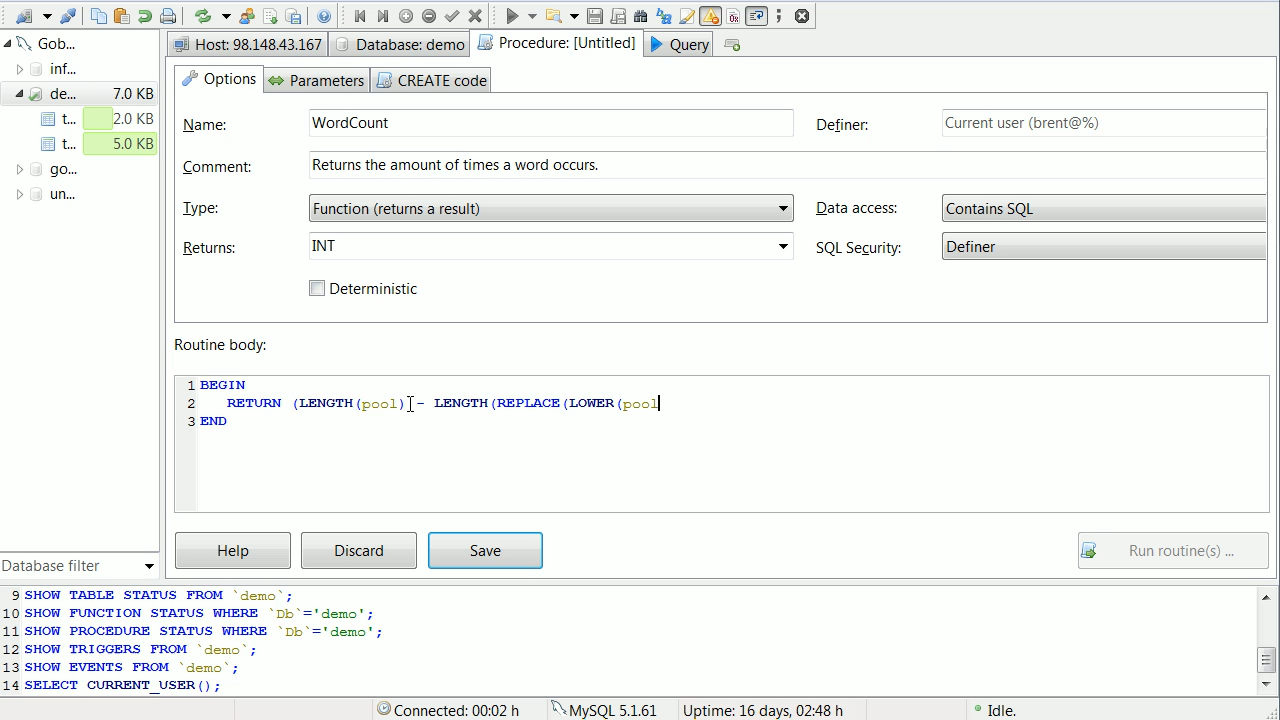 Gob...
Host: 98.148.43.167
Database: demo
Procedure: [Untitled]
Query
inf...
Options
Parameters
CREATE code
de... 7.0 KB
t... 2.0 KB
t... 5.0 KB
go...
un...
Name: WordCount
Definer: Current user (brent@%)
Comment: Returns the amount of times a word occurs.
Type: Function (returns a result)
Data access: Contains SQL
Returns: INT
SQL Security: Definer
Deterministic
Routine body:
1 BEGIN
2 RETURN (LENGTH(pool) - LENGTH(REPLACE(LOWER(pool
3 END
Help
Discard
Save
Run routine(s) ...
Database filter
9 SHOW TABLE STATUS FROM `demo`;
10 SHOW FUNCTION STATUS WHERE `Db`='demo';
11 SHOW PROCEDURE STATUS WHERE `Db`='demo';
12 SHOW TRIGGERS FROM `demo`;
13 SHOW EVENTS FROM `demo`;
14 SELECT CURRENT_USER();
Connected: 00:02 h
MySQL 5.1.61
Uptime: 16 days, 02:48 h
Idle.